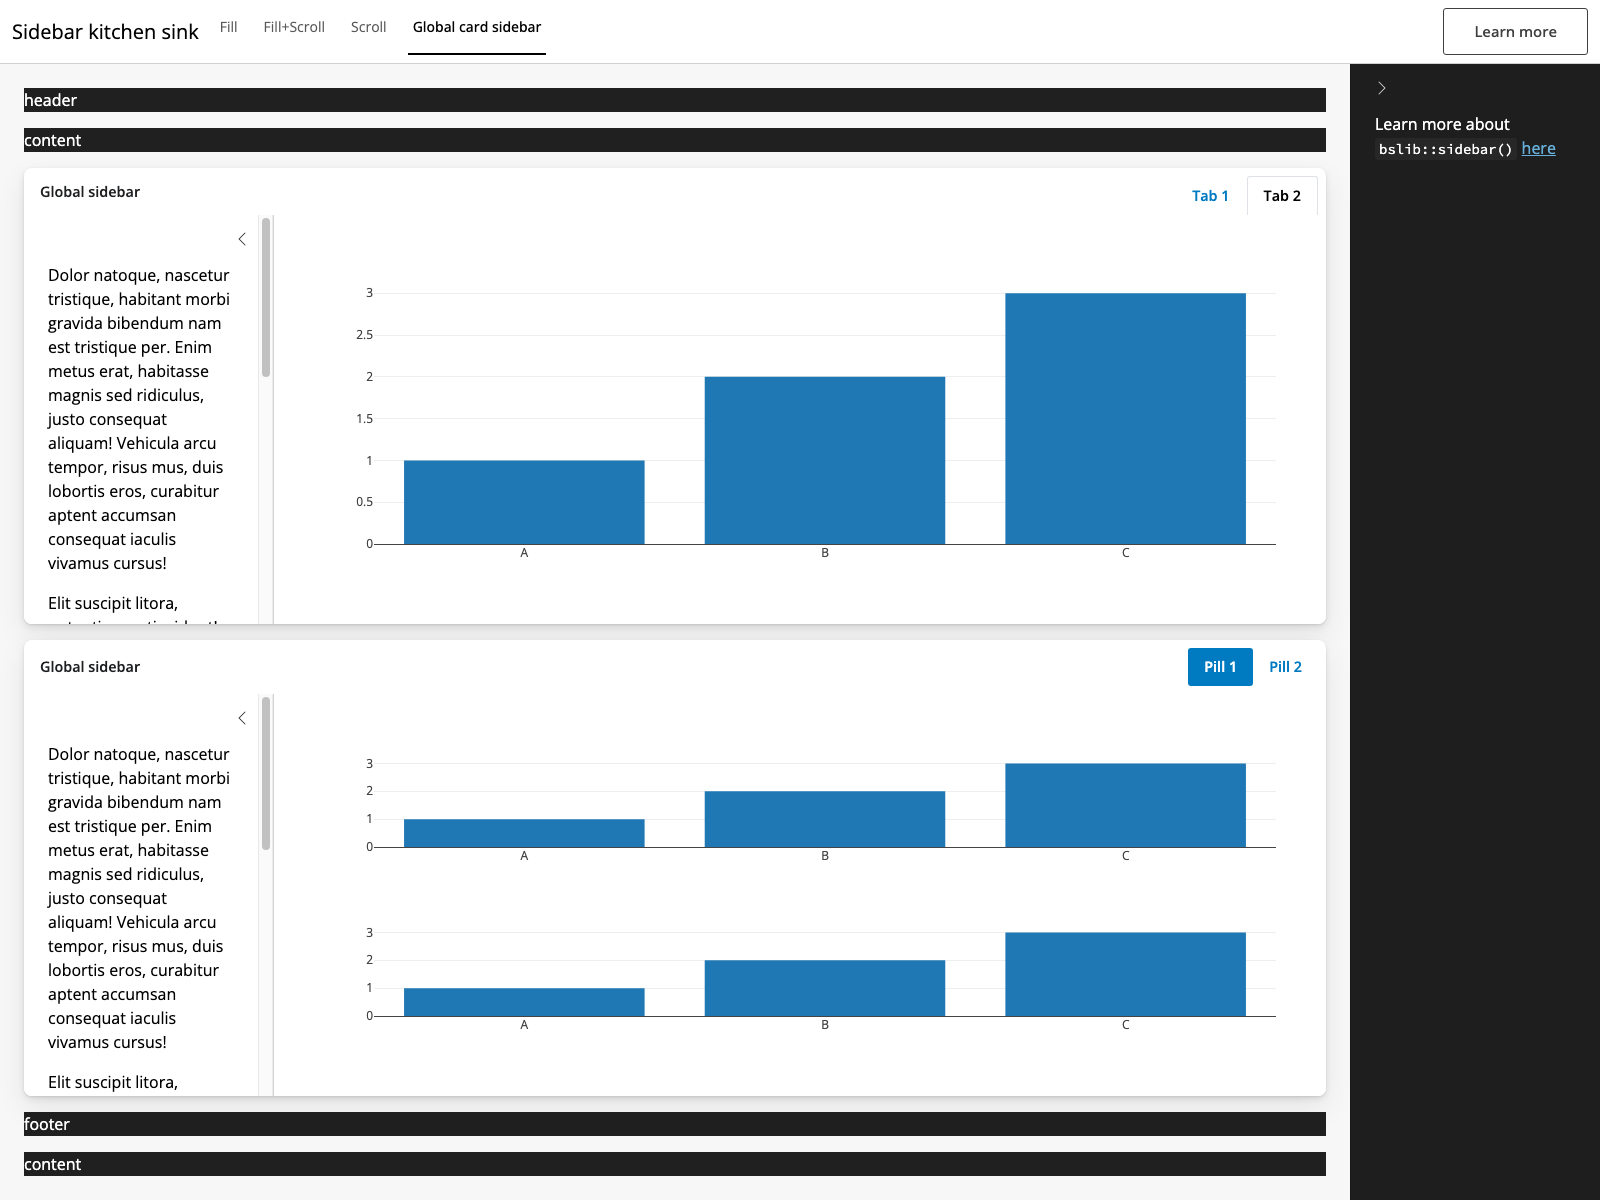 Sidebar kitchen sink
Fill
Fill+Scroll
Scroll
Global card sidebar
Learn more
header
content
Learn more about
bslib::sidebar() here
Global sidebar
Tab 1
Tab 2
Dolor natoque, nascetur
tristique, habitant morbi
gravida bibendum nam
est tristique per. Enim
metus erat, habitasse
magnis sed ridiculus,
justo consequat
aliquam! Vehicula arcu
tempor, risus mus, duis
lobortis eros, curabitur
aptent accumsan
consequat iaculis
vivamus cursus!
Elit suscipit litora,
3
2.5
2
1.5
1
0.5
0
A
B
C
Global sidebar
Pill 1
Pill 2
Dolor natoque, nascetur
tristique, habitant morbi
gravida bibendum nam
est tristique per. Enim
metus erat, habitasse
magnis sed ridiculus,
justo consequat
aliquam! Vehicula arcu
tempor, risus mus, duis
lobortis eros, curabitur
aptent accumsan
consequat iaculis
vivamus cursus!
Elit suscipit litora,
3
2
1
0
A
B
C
3
2
1
0
A
B
C
footer
content